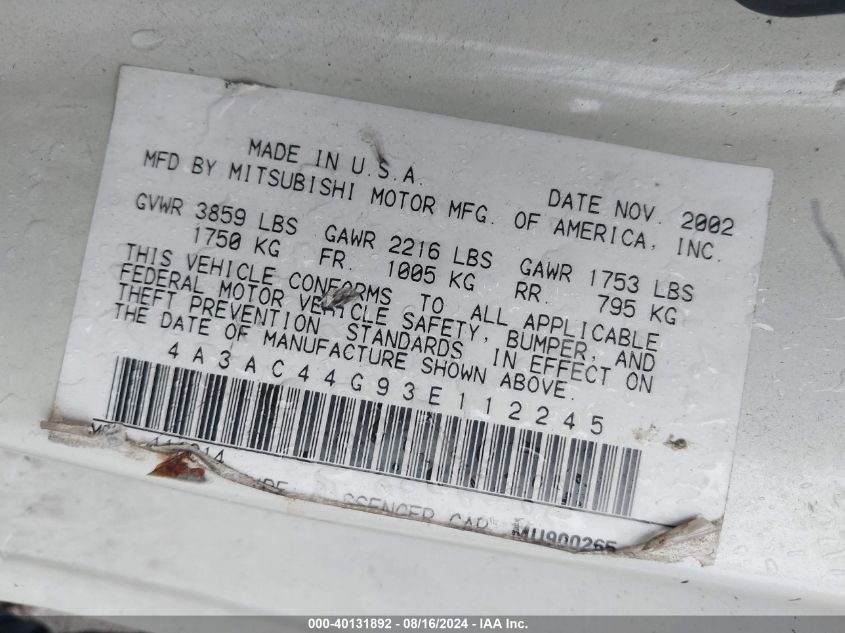 MADE IN U.S.A.
DATE NOV. 2002
MFD BY MITSUBISHI MOTOR MFG. OF AMERICA, INC.
GVWR 3859 LBS GAWR 2216 LBS GAWR 1753 LBS
1750 KG FR. 1005 KG RR. 795 KG
THIS VEHICLE CONFORMS TO ALL APPLICABLE
FEDERAL MOTOR VEHICLE SAFETY, BUMPER, AND
THEFT PREVENTION STANDARDS IN EFFECT ON
THE DATE OF MANUFACTURE SHOWN ABOVE.
4A3AC44G93E112245
PASSENGER CAR MU900265
000-40131892 - 08/16/2024 - IAA Inc.